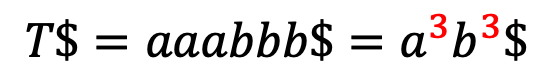 T$ = aaabbb$ = a³b³$